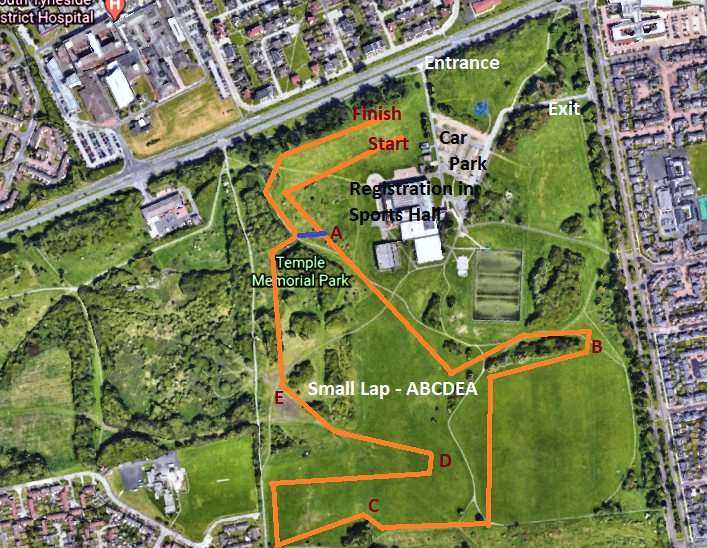 South Tyneside
District Hospital
H
Entrance
Finish
Exit
Start
Car
Park
Registration in
Sports Hall
A
Temple
Memorial Park
B
E
Small Lap - ABCDEA
D
C